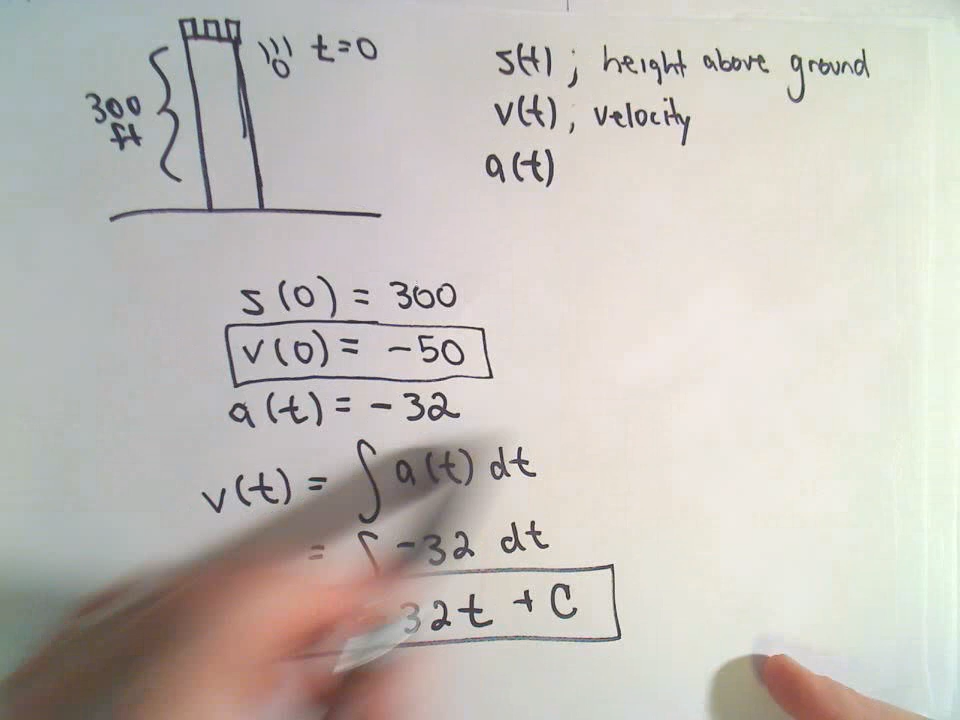 t=0
300
ft
s(t) ; height above ground
v(t) ; velocity
a(t)
s(0) = 300
v(0) = -50
a(t) = -32
v(t) = ∫ a(t) dt
= ∫ -32 dt
32t + C